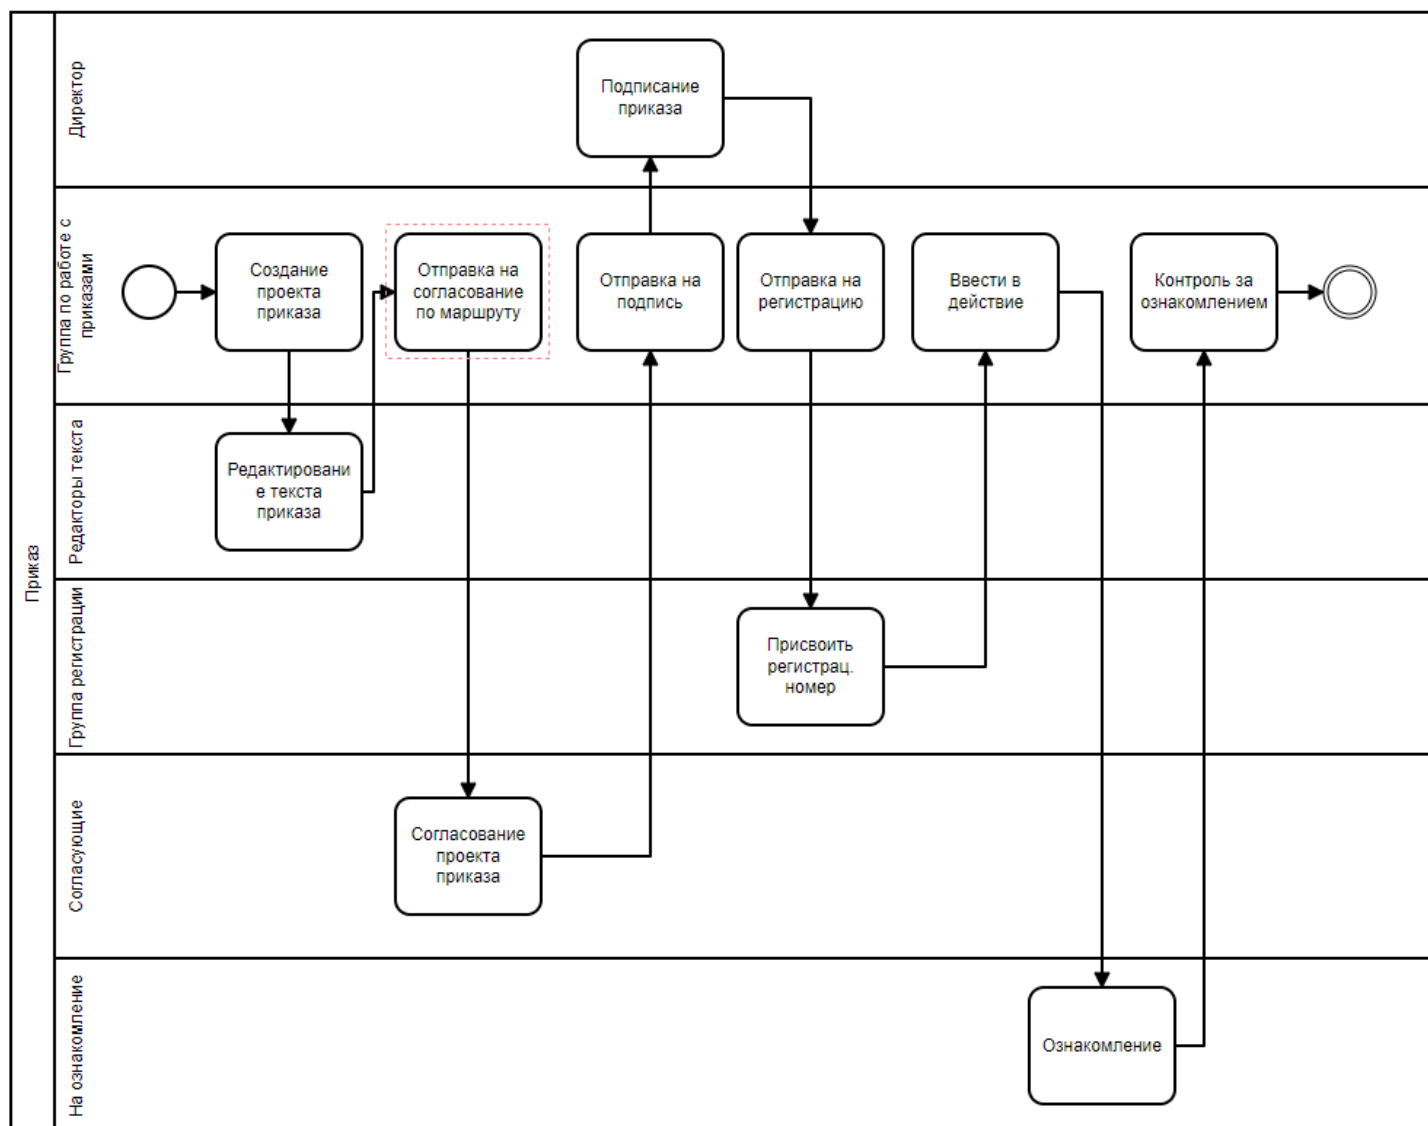 Приказ
Директор
Подписание
приказа
Группа по работе с
приказами
Создание
проекта
приказа
Отправка на
согласование
по маршруту
Отправка на
подпись
Отправка на
регистрацию
Ввести в
действие
Контроль за
ознакомлением
Редакторы текста
Редактировани
е текста
приказа
Группа регистрации
Присвоить
регистрац.
номер
Согласующие
Согласование
проекта
приказа
На ознакомление
Ознакомление